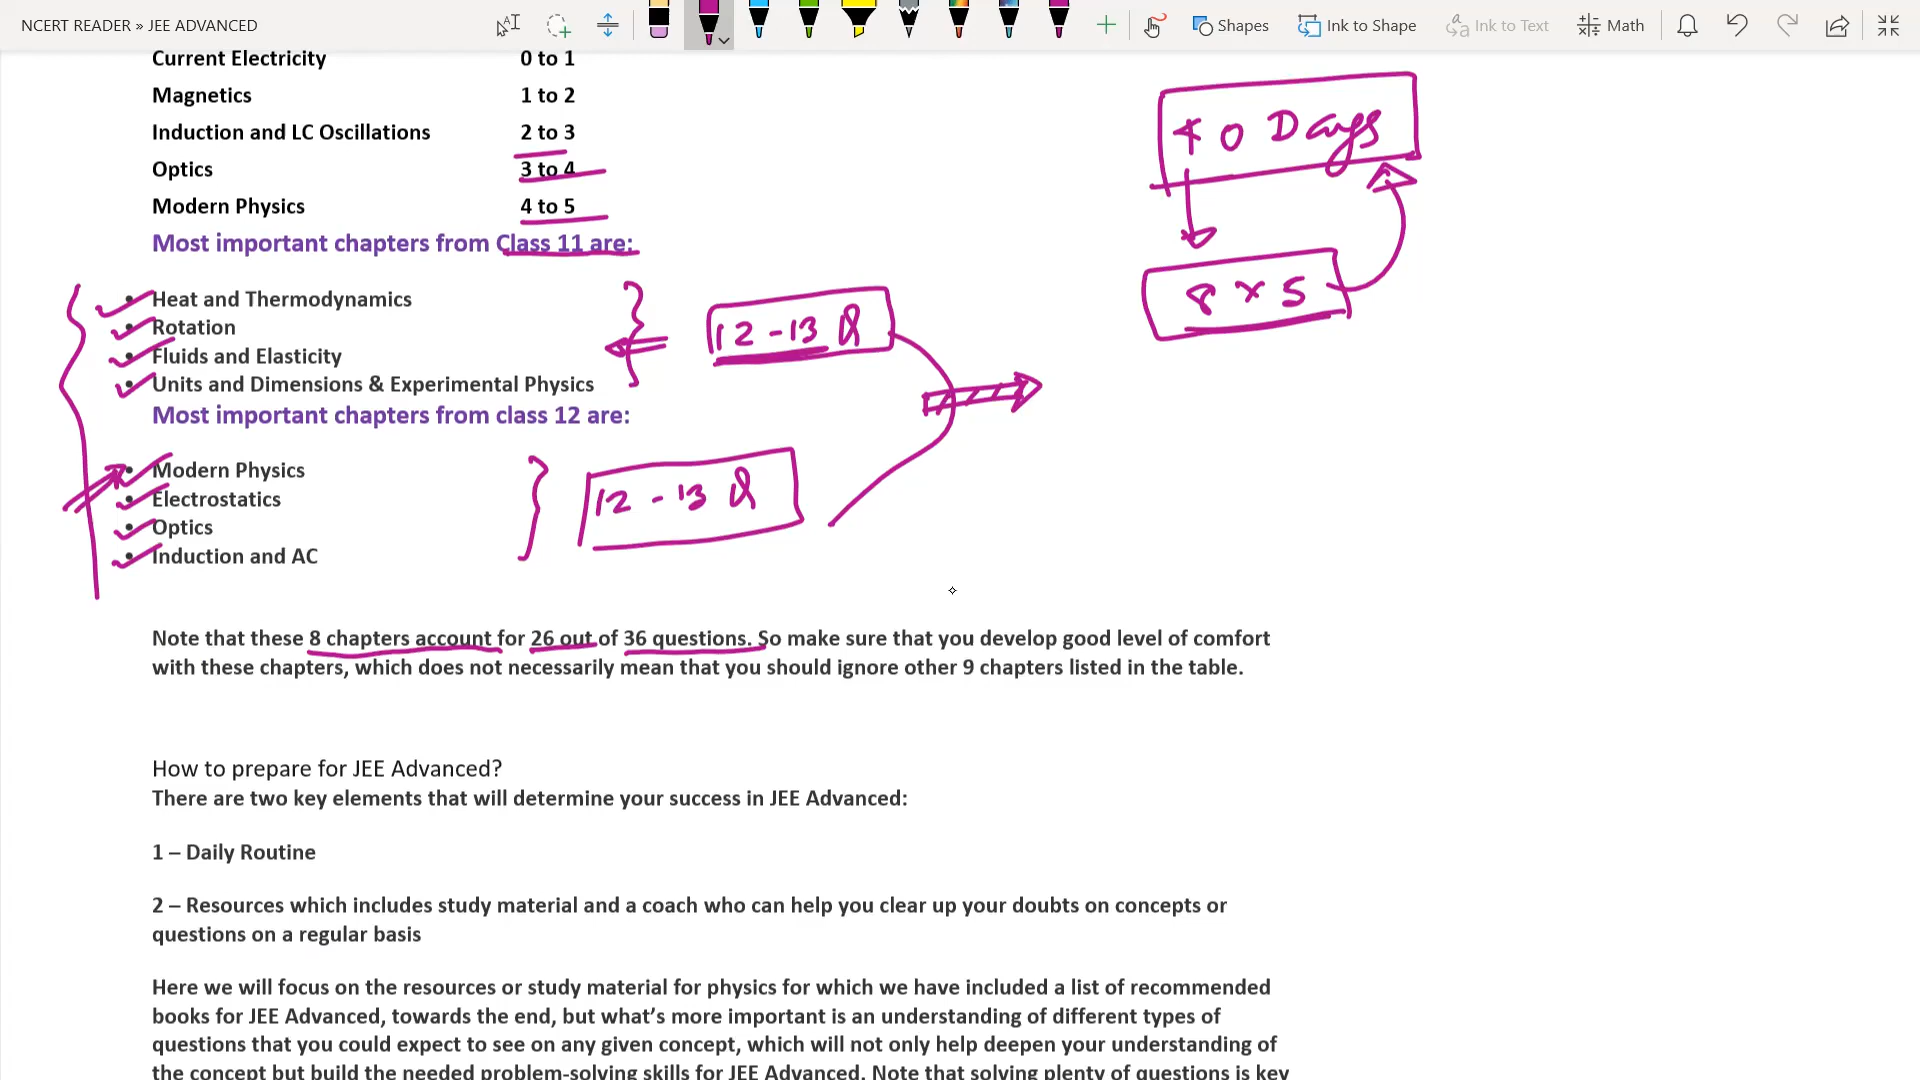 NCERT READER » JEE ADVANCED
Shapes
Ink to Shape
Ink to Text
Math
Current Electricity 0 to 1
Magnetics 1 to 2
Induction and LC Oscillations 2 to 3
Optics 3 to 4
Modern Physics 4 to 5
40 Days
8 x 5
Most important chapters from Class 11 are:
• Heat and Thermodynamics
• Rotation
• Fluids and Elasticity
• Units and Dimensions & Experimental Physics
12 - 13 Q
Most important chapters from class 12 are:
• Modern Physics
• Electrostatics
• Optics
• Induction and AC
12 - 13 Q
Note that these 8 chapters account for 26 out of 36 questions. So make sure that you develop good level of comfort
with these chapters, which does not necessarily mean that you should ignore other 9 chapters listed in the table.
How to prepare for JEE Advanced?
There are two key elements that will determine your success in JEE Advanced:
1 – Daily Routine
2 – Resources which includes study material and a coach who can help you clear up your doubts on concepts or
questions on a regular basis
Here we will focus on the resources or study material for physics for which we have included a list of recommended
books for JEE Advanced, towards the end, but what's more important is an understanding of different types of
questions that you could expect to see on any given concept, which will not only help deepen your understanding of
the concept but build the needed problem-solving skills for JEE Advanced. Note that solving plenty of questions is key